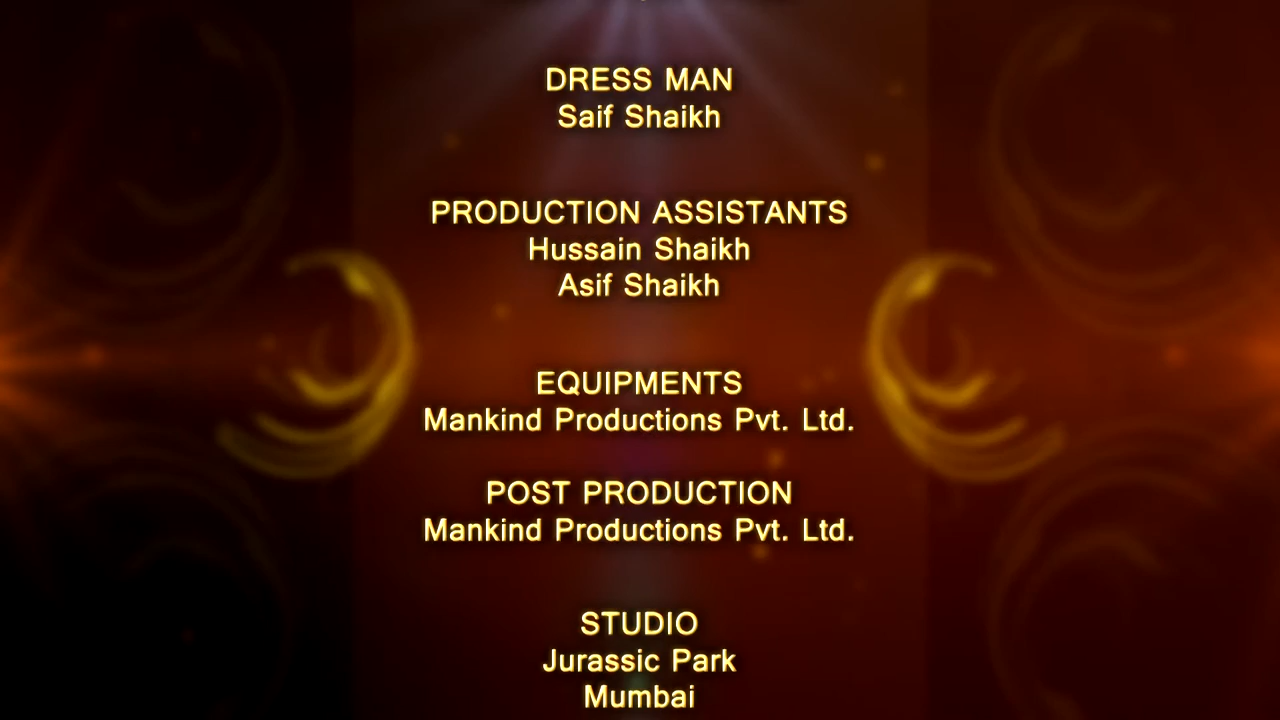 DRESS MAN
Saif Shaikh
PRODUCTION ASSISTANTS
Hussain Shaikh
Asif Shaikh
EQUIPMENTS
Mankind Productions Pvt. Ltd.
POST PRODUCTION
Mankind Productions Pvt. Ltd.
STUDIO
Jurassic Park
Mumbai